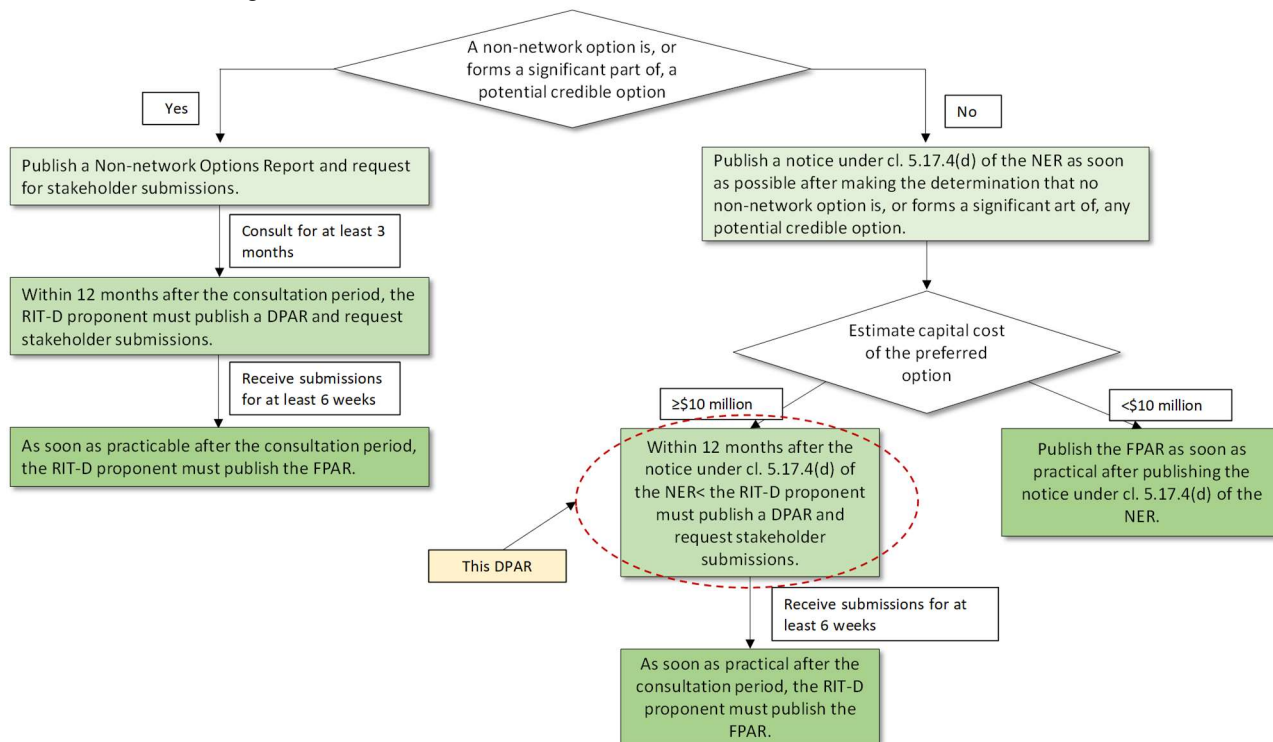 A non-network option is, or
forms a significant part of, a
potential credible option
Yes
No
Publish a Non-network Options Report and request
for stakeholder submissions.
Publish a notice under cl. 5.17.4(d) of the NER as soon
as possible after making the determination that no
non-network option is, or forms a significant art of, any
potential credible option.
Consult for at least 3
months
Within 12 months after the consultation period, the
RIT-D proponent must publish a DPAR and request
stakeholder submissions.
Estimate capital cost
of the preferred
option
Receive submissions
for at least 6 weeks
≥$10 million
<$10 million
As soon as practicable after the consultation period,
the RIT-D proponent must publish the FPAR.
Within 12 months after the
notice under cl. 5.17.4(d) of
the NER< the RIT-D proponent
must publish a DPAR and
request stakeholder
submissions.
Publish the FPAR as soon as
practical after publishing the
notice under cl. 5.17.4(d) of the
NER.
This DPAR
Receive submissions for at
least 6 weeks
As soon as practical after the
consultation period, the RIT-D
proponent must publish the
FPAR.